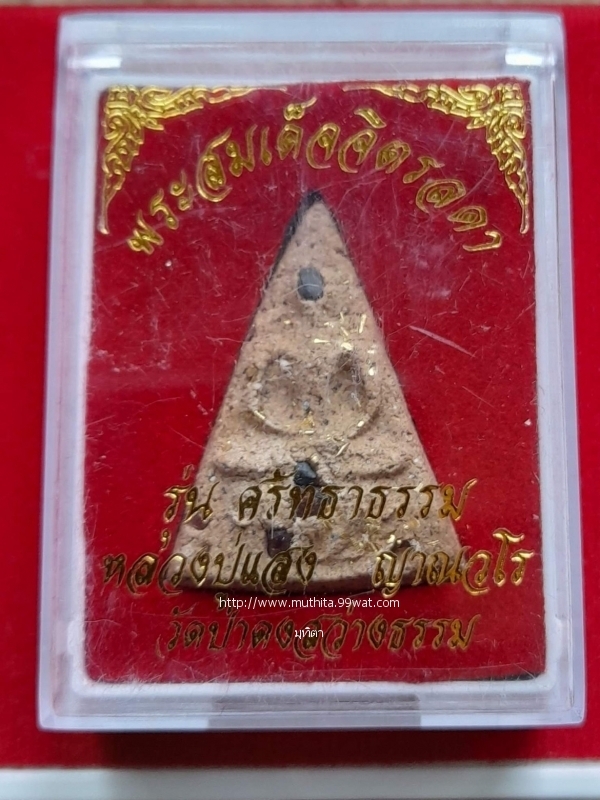 พระสมเด็จจิตรลดา
รุ่น ศรัทธาธรรม
หลวงปู่แสง ญาณวโร
http://www.muthita.99wat.com
มุทิตา
วัดป่าดงสว่างธรรม